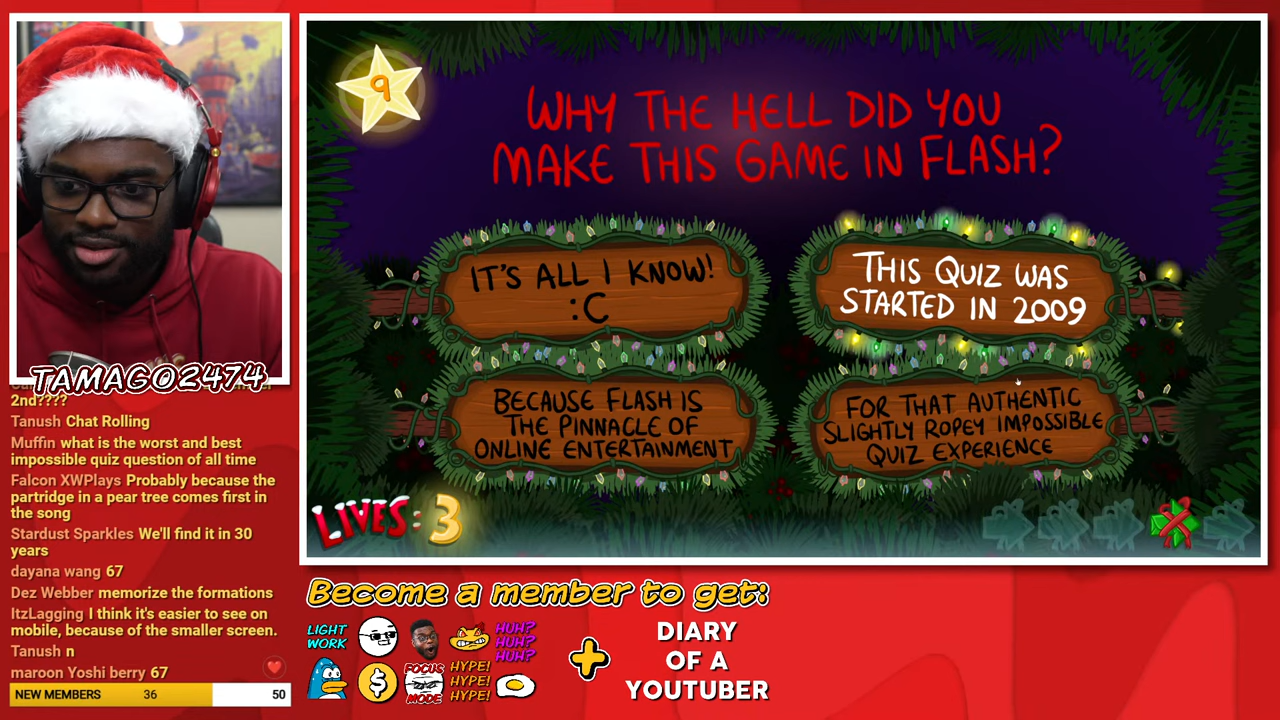 9
WHY THE HELL DID YOU
MAKE THIS GAME IN FLASH?
IT'S ALL I KNOW!
:C
THIS QUIZ WAS
STARTED IN 2009
BECAUSE FLASH IS
THE PINNACLE OF
ONLINE ENTERTAINMENT
FOR THAT AUTHENTIC
SLIGHTLY ROPEY IMPOSSIBLE
QUIZ EXPERIENCE
LIVES: 3
TAMAGO2474
2nd????
Tanush Chat Rolling
Muffin what is the worst and best
impossible quiz question of all time
Falcon XWPlays Probably because the
partridge in a pear tree comes first in
the song
Stardust Sparkles We'll find it in 30
years
dayana wang 67
Dez Webber memorize the formations
ItzLagging I think it's easier to see on
mobile, because of the smaller screen.
Tanush n
maroon Yoshi berry 67
NEW MEMBERS 36 50
Become a member to get:
LIGHT
WORK
HUH?
HUH?
HUH?
$
FOCUS
MODE
HYPE!
HYPE!
HYPE!
DIARY
OF A
YOUTUBER